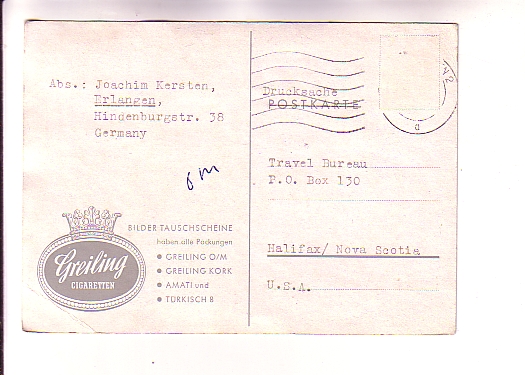 Abs.: Joachim Kersten,
Erlangen,
Hindenburgstr. 38
Germany
6 m
BILDER TAUSCHSCHEINE
haben alle Packungen
• GREILING O/M
• GREILING KORK
• AMATI und
• TÜRKISCH 8
Greiling
CIGARETTEN
Drucksache
POSTKARTE
Travel Bureau
P.O. Box 130
Halifax/ Nova Scotia
U.S.A.